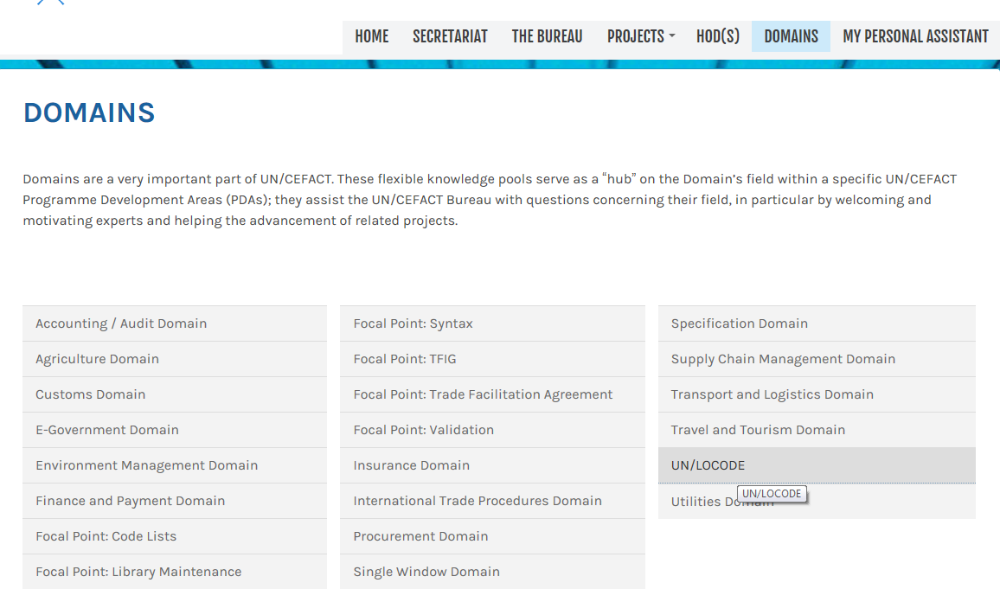 HOME SECRETARIAT THE BUREAU PROJECTS HOD(S) DOMAINS MY PERSONAL ASSISTANT
DOMAINS
Domains are a very important part of UN/CEFACT. These flexible knowledge pools serve as a “hub” on the Domain’s field within a specific UN/CEFACT
Programme Development Areas (PDAs); they assist the UN/CEFACT Bureau with questions concerning their field, in particular by welcoming and
motivating experts and helping the advancement of related projects.
Accounting / Audit Domain
Agriculture Domain
Customs Domain
E-Government Domain
Environment Management Domain
Finance and Payment Domain
Focal Point: Code Lists
Focal Point: Library Maintenance
Focal Point: Syntax
Focal Point: TFIG
Focal Point: Trade Facilitation Agreement
Focal Point: Validation
Insurance Domain
International Trade Procedures Domain
Procurement Domain
Single Window Domain
Specification Domain
Supply Chain Management Domain
Transport and Logistics Domain
Travel and Tourism Domain
UN/LOCODE
UN/LOCODE
Utilities Domain